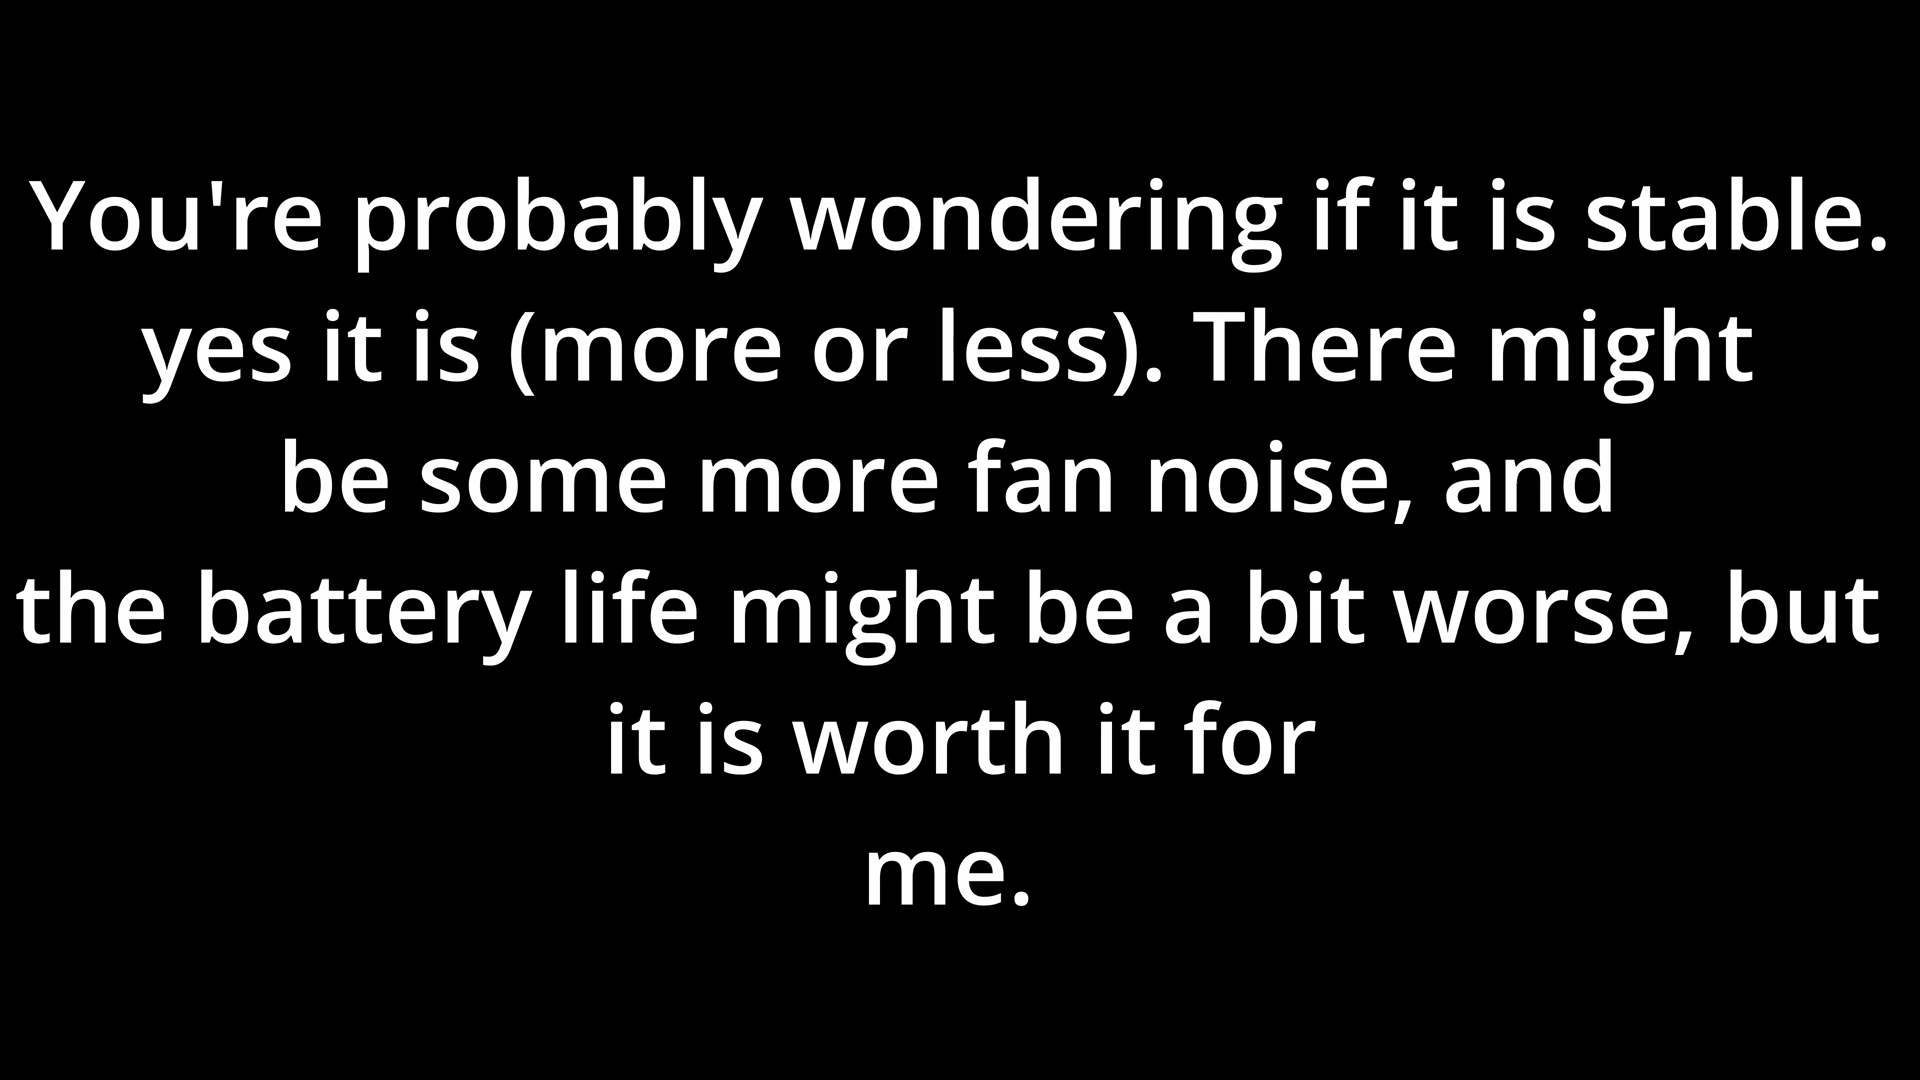 You're probably wondering if it is stable.
yes it is (more or less). There might
be some more fan noise, and
the battery life might be a bit worse, but
it is worth it for
me.